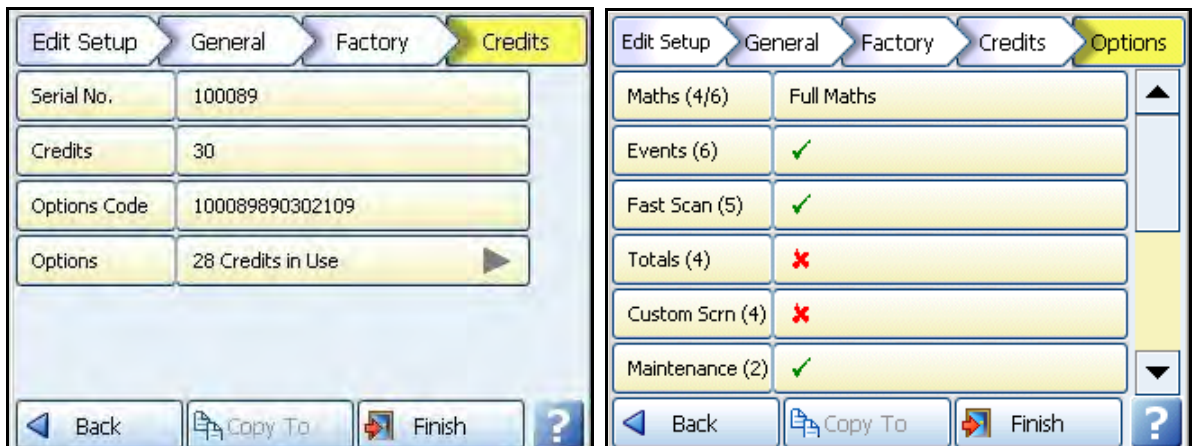 Edit Setup General Factory Credits
Serial No. 100089
Credits 30
Options Code 100089890302109
Options 28 Credits in Use
Back Copy To Finish ?
Edit Setup General Factory Credits Options
Maths (4/6) Full Maths
Events (6) ✓
Fast Scan (5) ✓
Totals (4) ✘
Custom Scrn (4) ✘
Maintenance (2) ✓
Back Copy To Finish ?